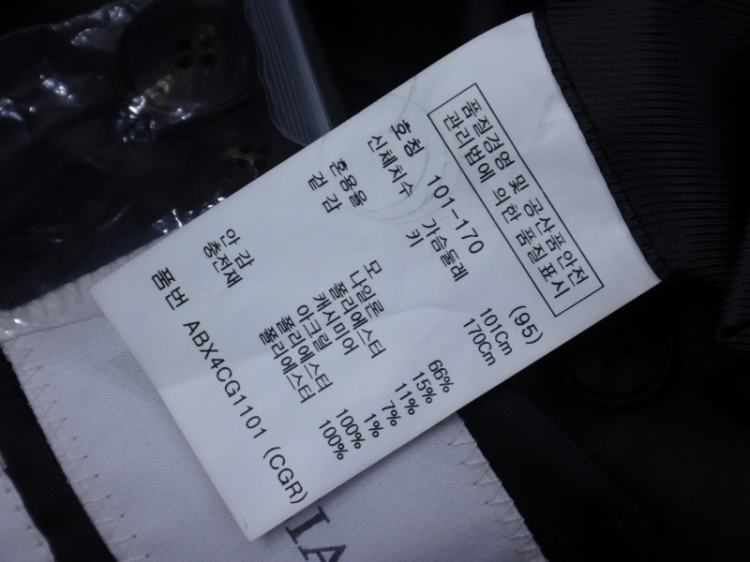 품질경영 및 공산품안전
관리법에 의한 품질표시
호칭 101-170 (95)
신체치수 가슴둘레 101Cm
키 170Cm
혼용율
겉 감 모 66%
나일론 15%
폴리에스터 11%
캐시미어 7%
아크릴 1%
안 감 폴리에스터 100%
충전재 폴리에스터 100%
품번 ABX4CG1101 (CGR)
IA